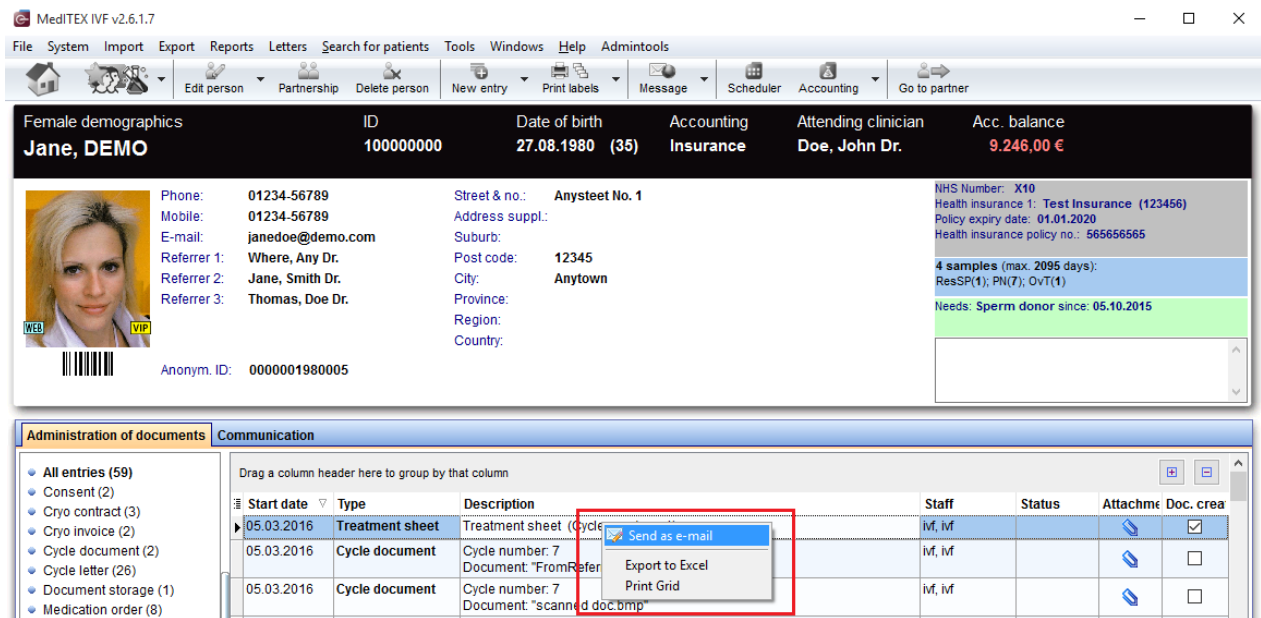 MedITEX IVF v2.6.1.7
File System Import Export Reports Letters Search for patients Tools Windows Help Admintools
Edit person Partnership Delete person New entry Print labels Message Scheduler Accounting Go to partner
Female demographics ID Date of birth Accounting Attending clinician Acc. balance
Jane, DEMO 100000000 27.08.1980 (35) Insurance Doe, John Dr. 9.246,00 €
Phone: 01234-56789 Street & no.: Anysteet No. 1
Mobile: 01234-56789 Address suppl.:
E-mail: janedoe@demo.com Suburb:
Referrer 1: Where, Any Dr. Post code: 12345
Referrer 2: Jane, Smith Dr. City: Anytown
Referrer 3: Thomas, Doe Dr. Province:
Region:
Country:
WEB VIP
Anonym. ID: 0000001980005
NHS Number: X10
Health insurance 1: Test Insurance (123456)
Policy expiry date: 01.01.2020
Health insurance policy no.: 565656565
4 samples (max. 2095 days):
ResSP(1); PN(7); OvT(1)
Needs: Sperm donor since: 05.10.2015
Administration of documents Communication
All entries (59)
Consent (2)
Cryo contract (3)
Cryo invoice (2)
Cycle document (2)
Cycle letter (26)
Document storage (1)
Medication order (8)
Drag a column header here to group by that column
Start date Type Description Staff Status Attachme Doc. crea
05.03.2016 Treatment sheet Treatment sheet (Cycle ivf, ivf
05.03.2016 Cycle document Cycle number: 7 ivf, ivf
Document: "FromRefer
05.03.2016 Cycle document Cycle number: 7 ivf, ivf
Document: "scanned doc.bmp"
Send as e-mail
Export to Excel
Print Grid